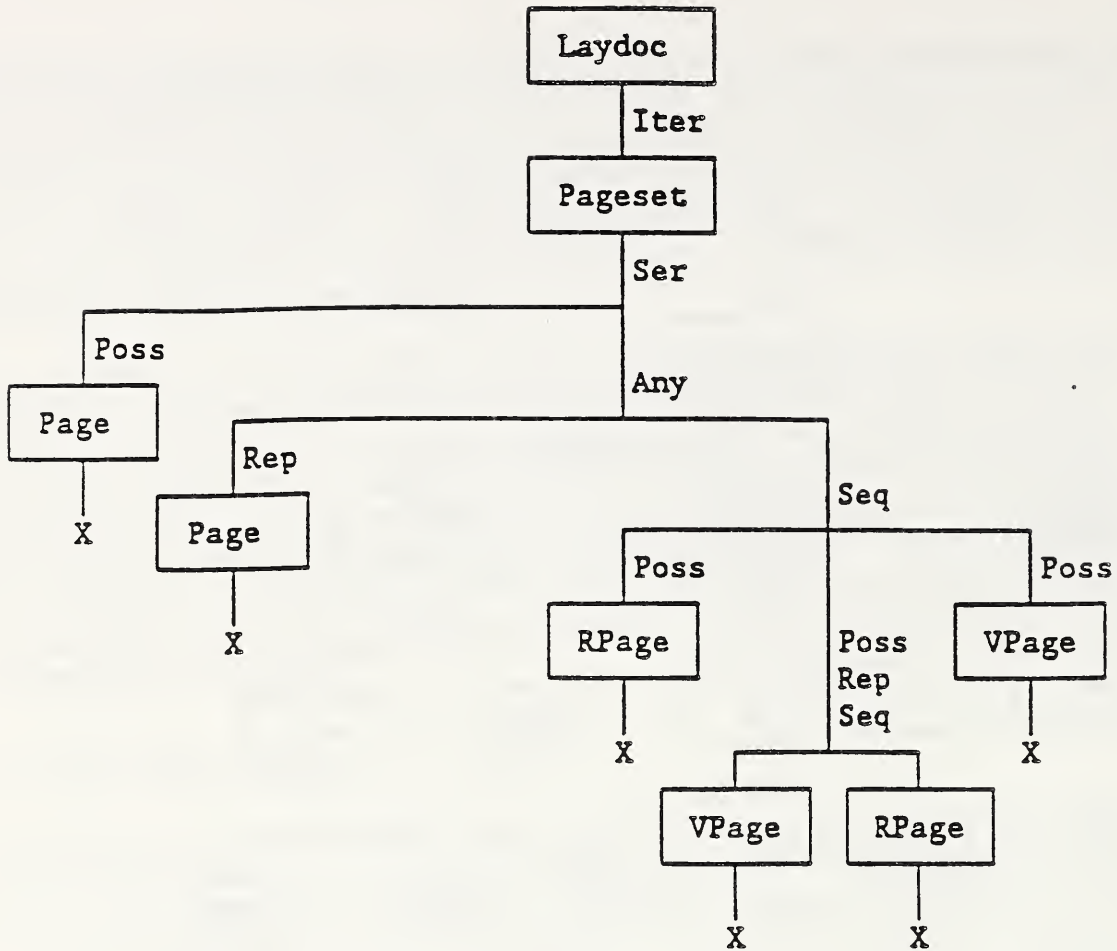 Laydoc
Iter
Pageset
Ser
Poss
Page
X
Any
Rep
Page
X
Seq
Poss
RPage
X
Poss
Rep
Seq
Poss
VPage
X
VPage
RPage
X
X